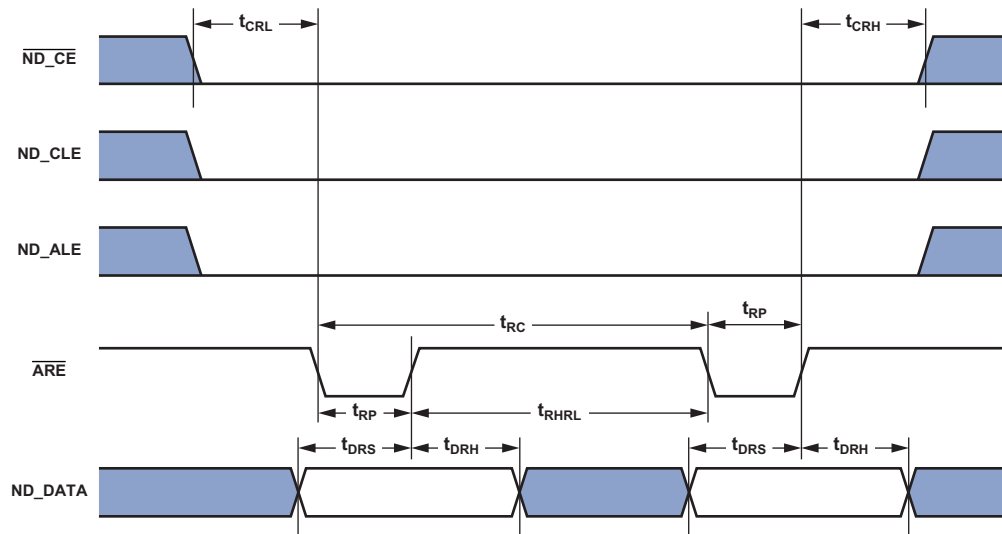 tCRL
tCRH
ND_CE
ND_CLE
ND_ALE
tRC
tRP
ARE
tRP
tRHRL
tDRS
tDRH
tDRS
tDRH
ND_DATA